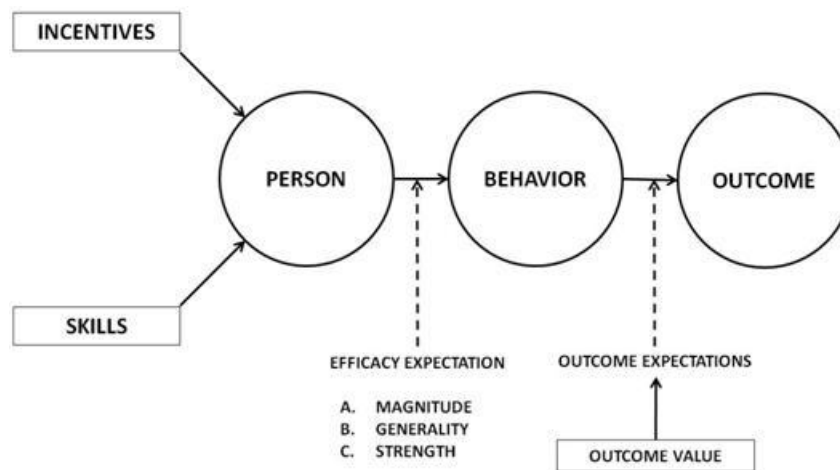 INCENTIVES
PERSON
BEHAVIOR
OUTCOME
SKILLS
EFFICACY EXPECTATION
A. MAGNITUDE
B. GENERALITY
C. STRENGTH
OUTCOME EXPECTATIONS
OUTCOME VALUE